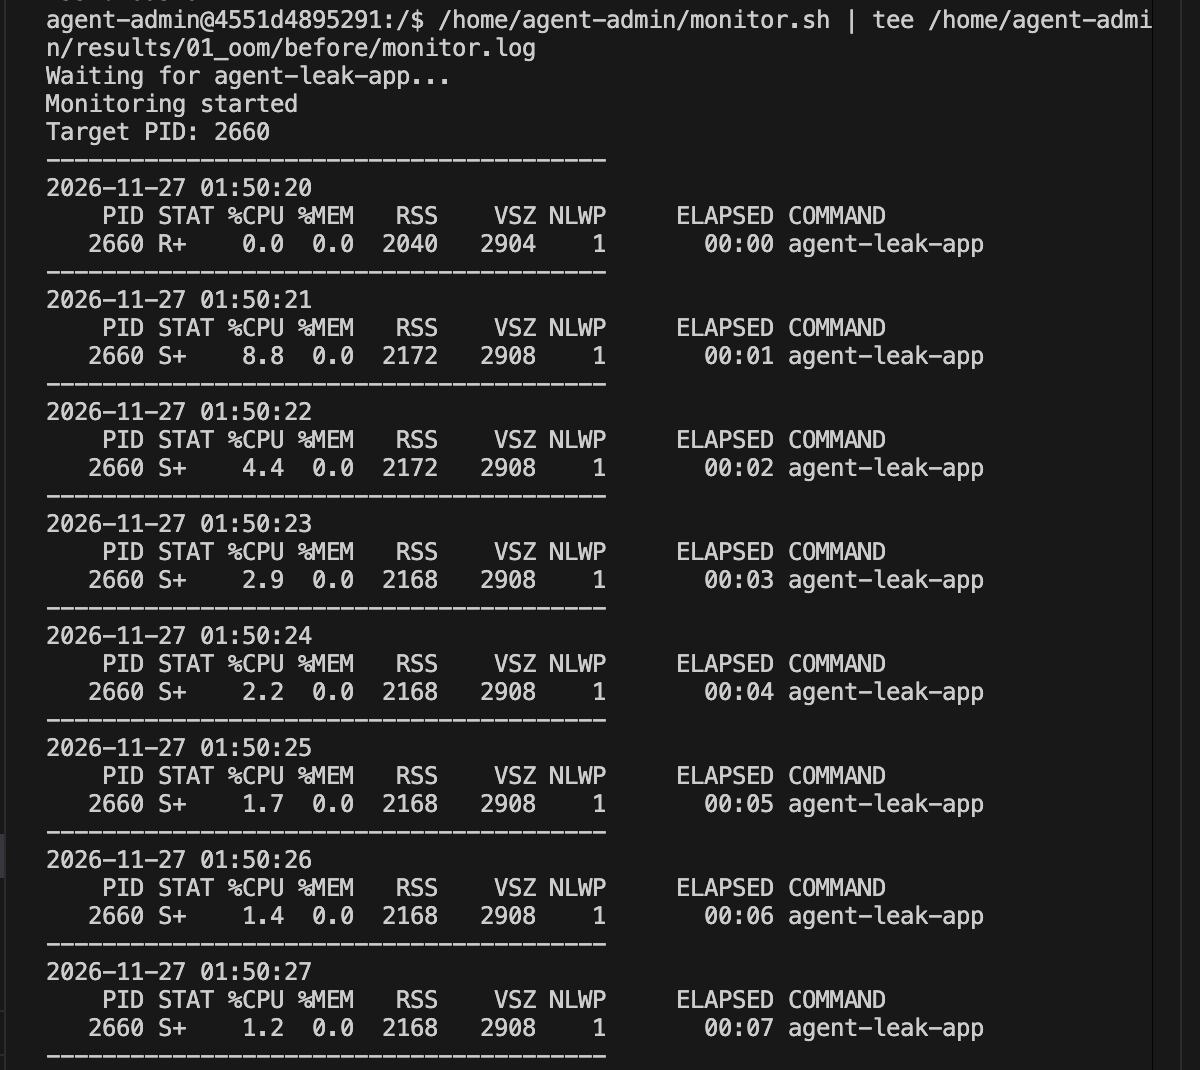 agent-admin@4551d4895291:/$ /home/agent-admin/monitor.sh | tee /home/agent-admi
n/results/01_oom/before/monitor.log
Waiting for agent-leak-app...
Monitoring started
Target PID: 2660
----------------------------------------
2026-11-27 01:50:20
    PID STAT %CPU %MEM   RSS    VSZ NLWP     ELAPSED COMMAND
   2660 R+    0.0  0.0  2040   2904    1       00:00 agent-leak-app
----------------------------------------
2026-11-27 01:50:21
    PID STAT %CPU %MEM   RSS    VSZ NLWP     ELAPSED COMMAND
   2660 S+    8.8  0.0  2172   2908    1       00:01 agent-leak-app
----------------------------------------
2026-11-27 01:50:22
    PID STAT %CPU %MEM   RSS    VSZ NLWP     ELAPSED COMMAND
   2660 S+    4.4  0.0  2172   2908    1       00:02 agent-leak-app
----------------------------------------
2026-11-27 01:50:23
    PID STAT %CPU %MEM   RSS    VSZ NLWP     ELAPSED COMMAND
   2660 S+    2.9  0.0  2168   2908    1       00:03 agent-leak-app
----------------------------------------
2026-11-27 01:50:24
    PID STAT %CPU %MEM   RSS    VSZ NLWP     ELAPSED COMMAND
   2660 S+    2.2  0.0  2168   2908    1       00:04 agent-leak-app
----------------------------------------
2026-11-27 01:50:25
    PID STAT %CPU %MEM   RSS    VSZ NLWP     ELAPSED COMMAND
   2660 S+    1.7  0.0  2168   2908    1       00:05 agent-leak-app
----------------------------------------
2026-11-27 01:50:26
    PID STAT %CPU %MEM   RSS    VSZ NLWP     ELAPSED COMMAND
   2660 S+    1.4  0.0  2168   2908    1       00:06 agent-leak-app
----------------------------------------
2026-11-27 01:50:27
    PID STAT %CPU %MEM   RSS    VSZ NLWP     ELAPSED COMMAND
   2660 S+    1.2  0.0  2168   2908    1       00:07 agent-leak-app
----------------------------------------